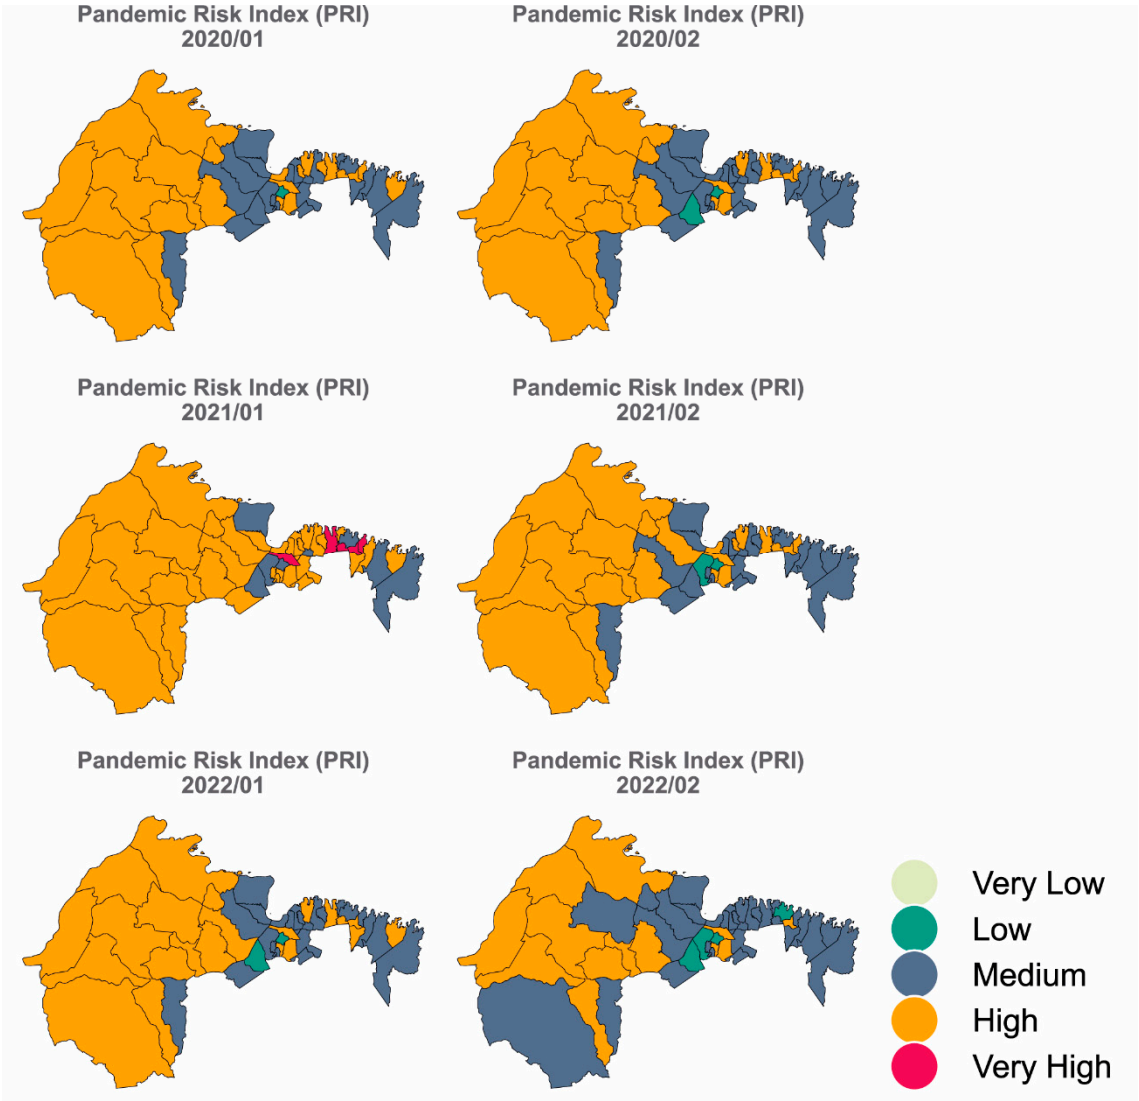 Pandemic Risk Index (PRI)
2020/01
Pandemic Risk Index (PRI)
2020/02
Pandemic Risk Index (PRI)
2021/01
Pandemic Risk Index (PRI)
2021/02
Pandemic Risk Index (PRI)
2022/01
Pandemic Risk Index (PRI)
2022/02
Very Low
Low
Medium
High
Very High